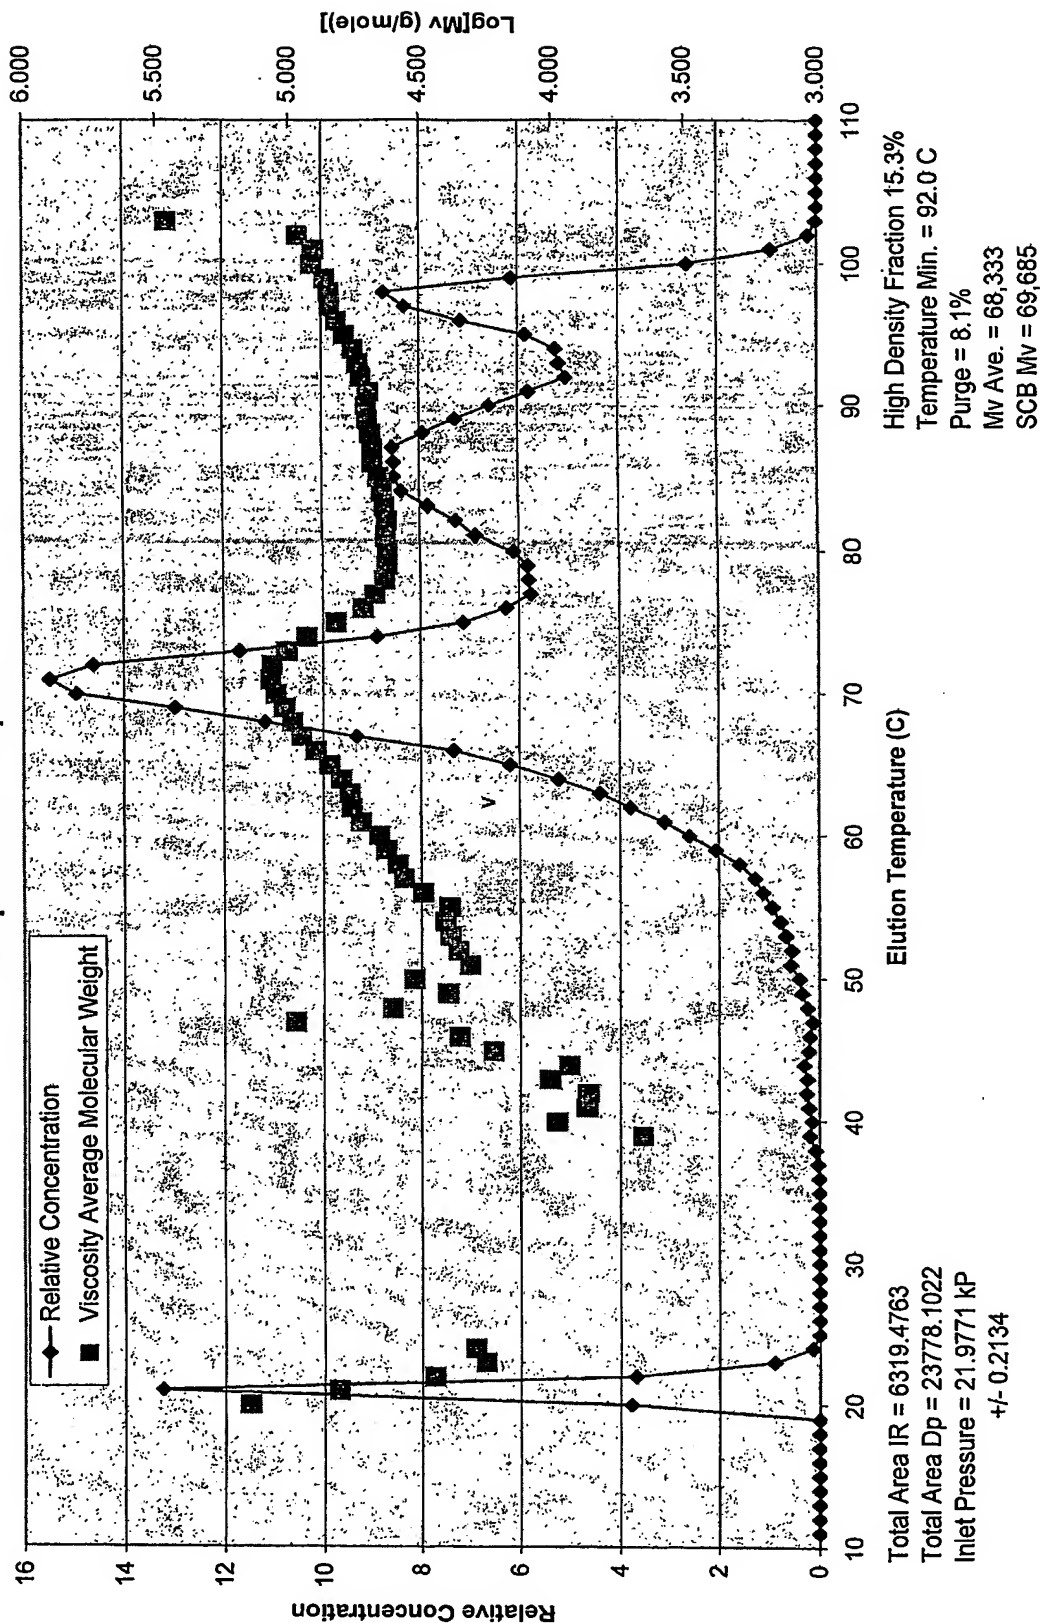 Relative Concentration
Viscosity Average Molecular Weight
Relative Concentration
16
14
12
10
8
6
4
2
0
6.000
5.500
5.000
4.500
4.000
3.500
3.000
Log[Mv (g/mole)]
v
10
20
30
40
50
60
70
80
90
100
110
Elution Temperature (C)
Total Area IR = 6319.4763
Total Area Dp = 23778.1022
Inlet Pressure = 21.97771 kP
+/- 0.2134
High Density Fraction 15.3%
Temperature Min. = 92.0 C
Purge = 8.1%
Mv Ave. = 68,333
SCB Mv = 69,685